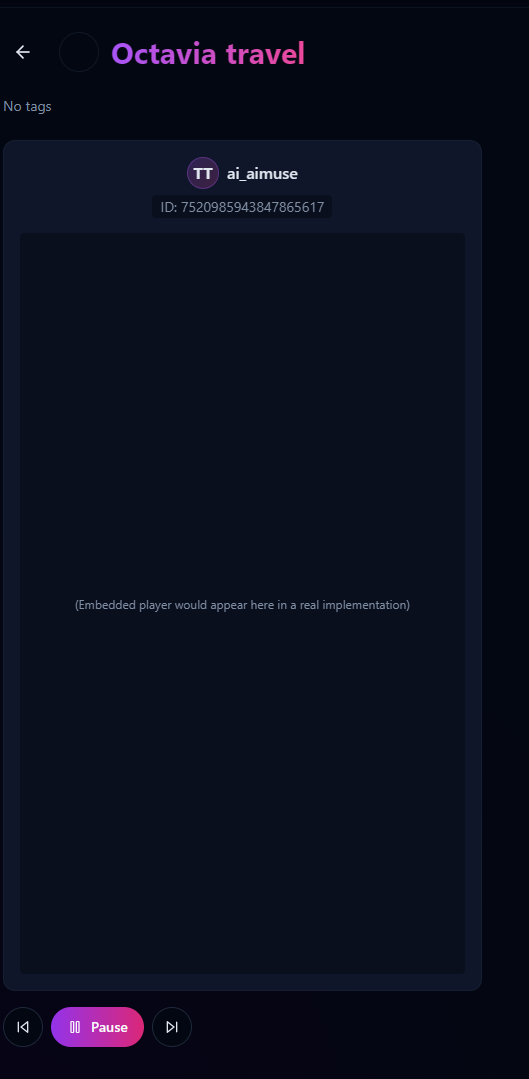 Octavia travel
No tags
TT ai_aimuse
ID: 7520985943847865617
(Embedded player would appear here in a real implementation)
Pause